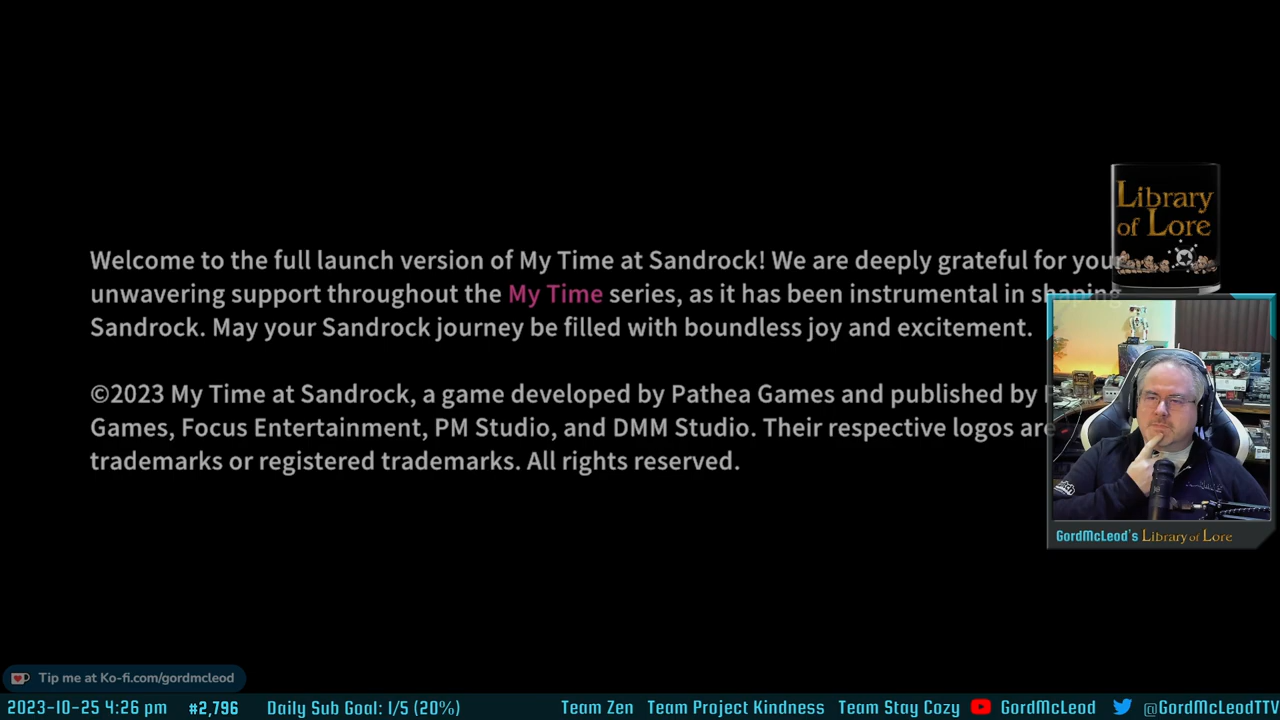 Library
of Lore
Welcome to the full launch version of My Time at Sandrock! We are deeply grateful for your
unwavering support throughout the My Time series, as it has been instrumental in shaping
Sandrock. May your Sandrock journey be filled with boundless joy and excitement.
©2023 My Time at Sandrock, a game developed by Pathea Games and published by
Games, Focus Entertainment, PM Studio, and DMM Studio. Their respective logos are
trademarks or registered trademarks. All rights reserved.
GordMcLeod's Library of Lore
Tip me at Ko-fi.com/gordmcleod
2023-10-25 4:26 pm #2,796 Daily Sub Goal: 1/5 (20%) Team Zen Team Project Kindness Team Stay Cozy GordMcLeod @GordMcLeodTTV